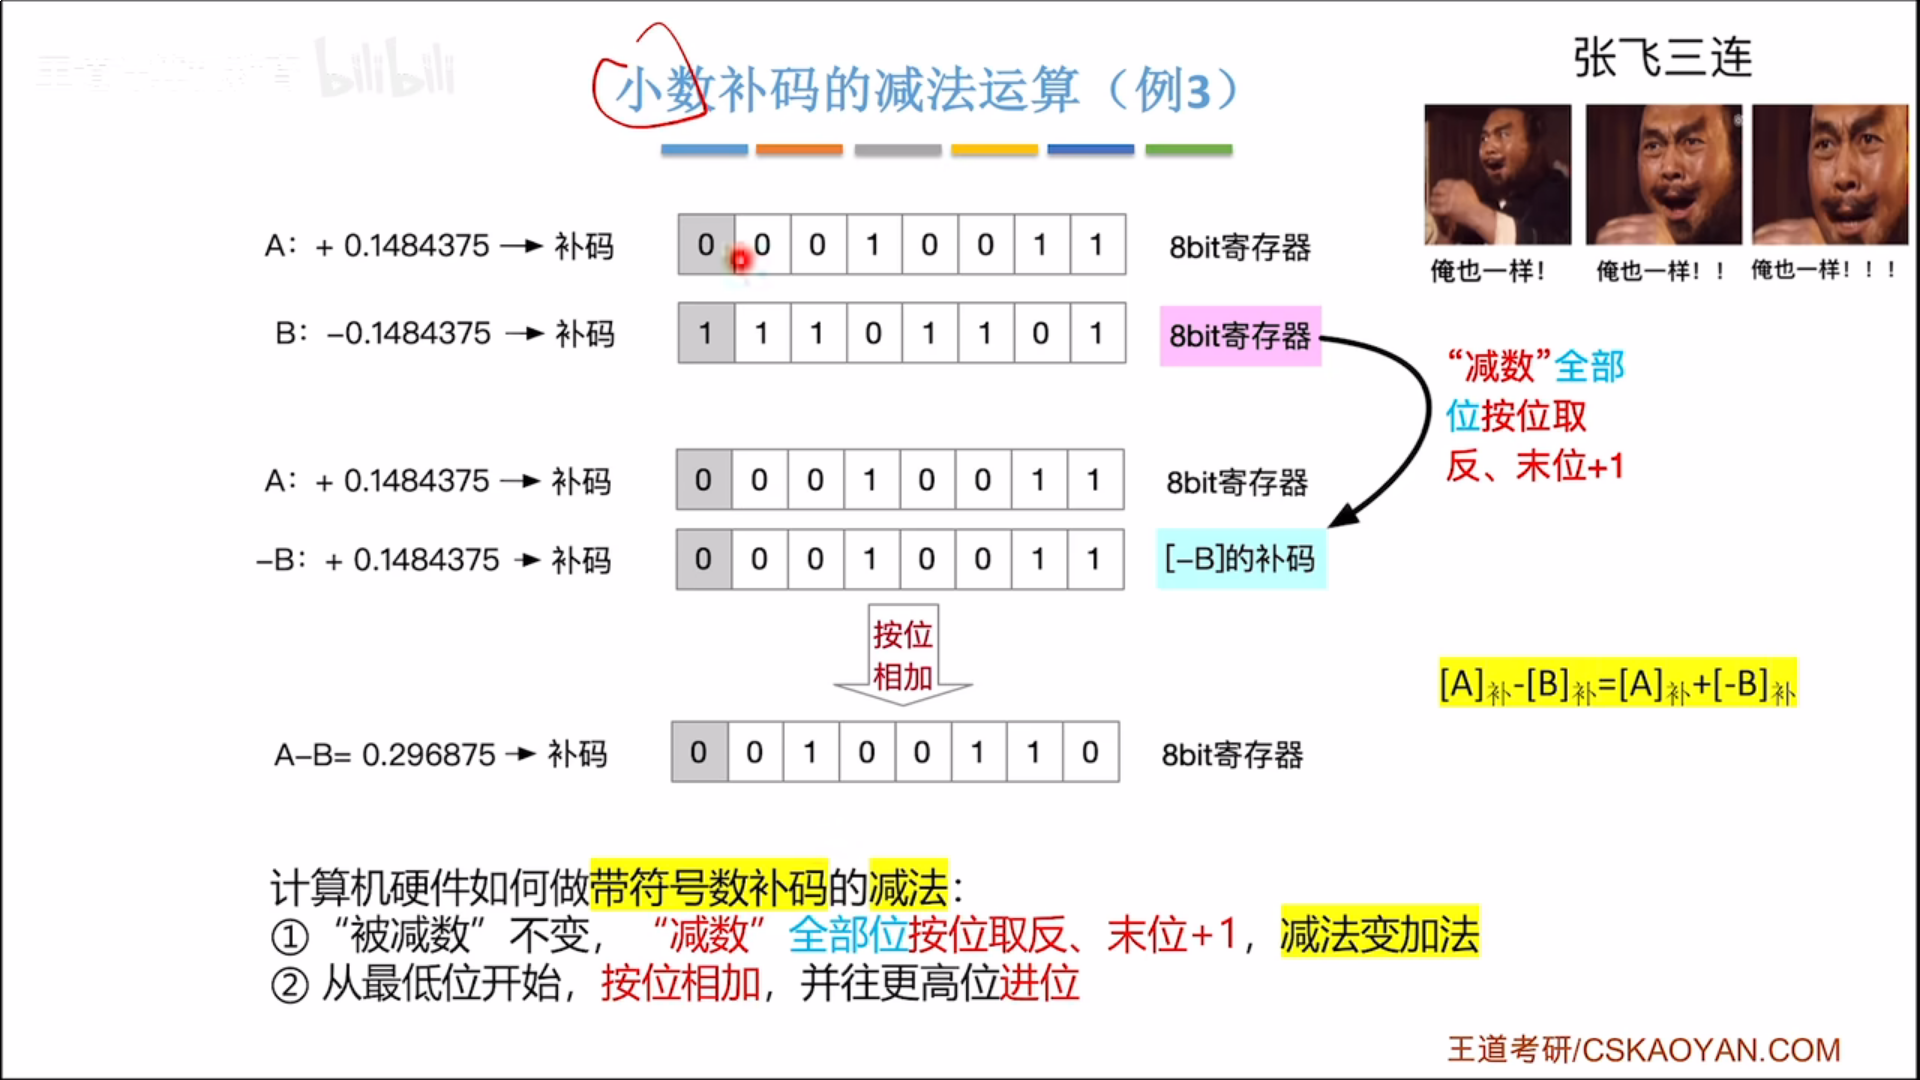 bilibili
小数补码的减法运算（例3）
张飞三连
俺也一样！
俺也一样！！
俺也一样！！！
A：+ 0.1484375 → 补码 0 0 0 1 0 0 1 1 8bit寄存器
B：-0.1484375 → 补码 1 1 1 0 1 1 0 1 8bit寄存器
“减数”全部
位按位取
反、末位+1
A：+ 0.1484375 → 补码 0 0 0 1 0 0 1 1 8bit寄存器
-B：+ 0.1484375 → 补码 0 0 0 1 0 0 1 1 [-B]的补码
按位
相加
[A]补-[B]补=[A]补+[-B]补
A-B= 0.296875 → 补码 0 0 1 0 0 1 1 0 8bit寄存器
计算机硬件如何做带符号数补码的减法：
① “被减数”不变，“减数”全部位按位取反、末位+1，减法变加法
② 从最低位开始，按位相加，并往更高位进位
王道考研/CSKAOYAN.COM